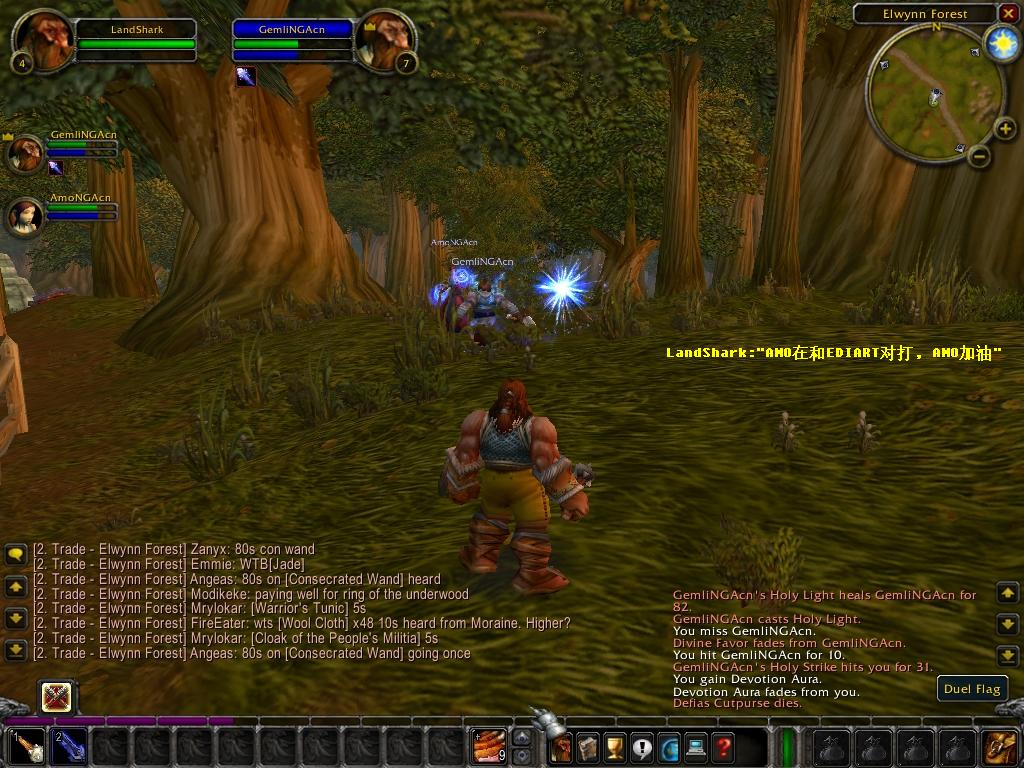 LandShark
4
GemliNGAcn
7
Elwynn Forest
N
GemliNGAcn
AmoNGAcn
AmoNGAcn
GemliNGAcn
LandShark:"AMO在和EDIART对打，AMO加油"
[2. Trade - Elwynn Forest] Zanyx: 80s con wand
[2. Trade - Elwynn Forest] Emmie: WTB[Jade]
[2. Trade - Elwynn Forest] Angeas: 80s on [Consecrated Wand] heard
[2. Trade - Elwynn Forest] Modikeke: paying well for ring of the underwood
[2. Trade - Elwynn Forest] Mrylokar: [Warrior's Tunic] 5s
[2. Trade - Elwynn Forest] FireEater: wts [Wool Cloth] x48 10s heard from Moraine. Higher?
[2. Trade - Elwynn Forest] Mrylokar: [Cloak of the People's Militia] 5s
[2. Trade - Elwynn Forest] Angeas: 80s on [Consecrated Wand] going once
GemliNGAcn's Holy Light heals GemliNGAcn for
82.
GemliNGAcn casts Holy Light.
You miss GemliNGAcn.
Divine Favor fades from GemliNGAcn.
You hit GemliNGAcn for 10.
GemliNGAcn's Holy Strike hits you for 31.
You gain Devotion Aura.
Devotion Aura fades from you.
Defias Cutpurse dies.
Duel Flag
1
2
9